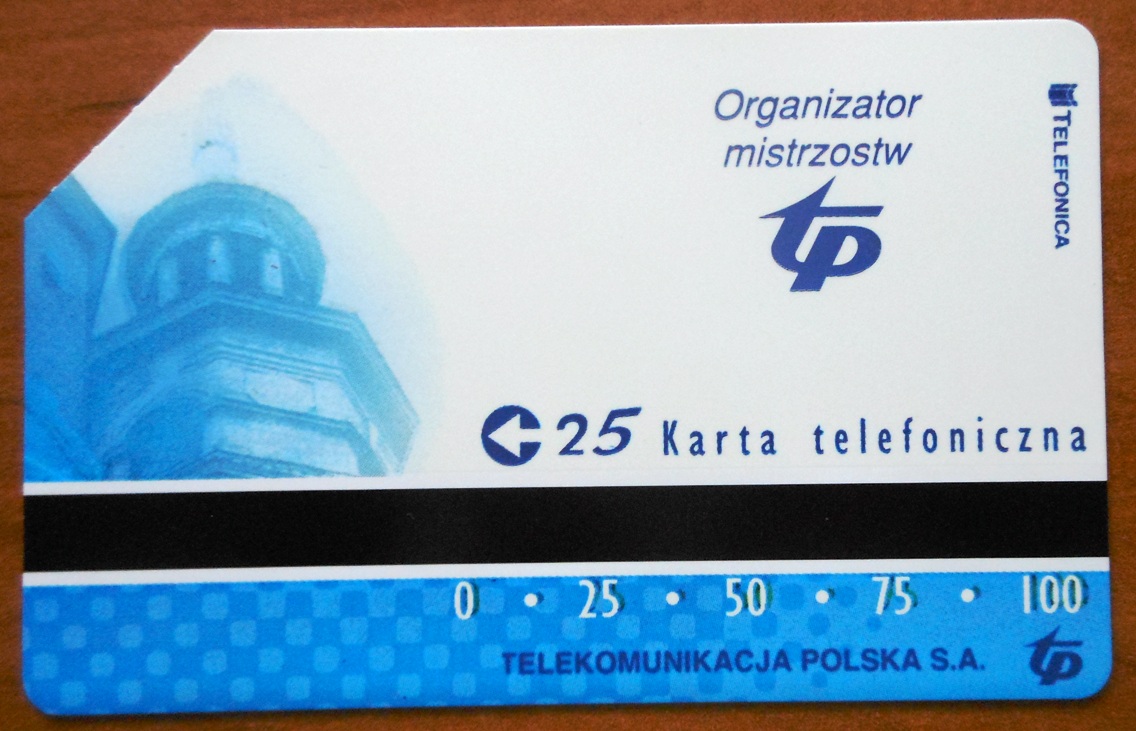 Organizator
mistrzostw
tp
TELEFONICA
25 Karta telefoniczna
0 • 25 • 50 • 75 • 100
TELEKOMUNIKACJA POLSKA S.A. tp